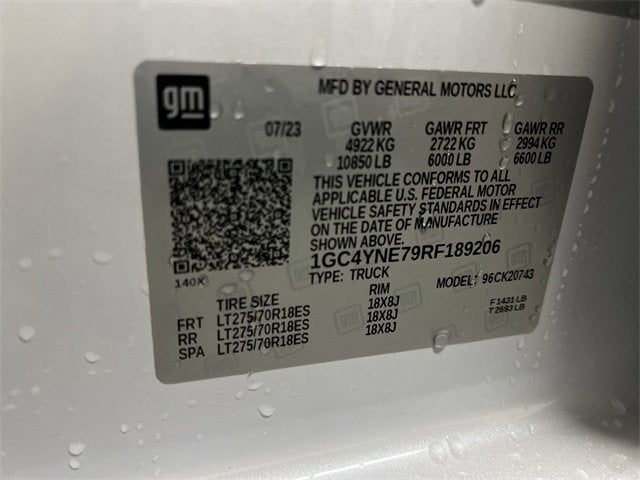 gm
MFD BY GENERAL MOTORS LLC
07/23 GVWR GAWR FRT GAWR RR
4922 KG 2722 KG 2994 KG
10850 LB 6000 LB 6600 LB
THIS VEHICLE CONFORMS TO ALL
APPLICABLE U.S. FEDERAL MOTOR
VEHICLE SAFETY STANDARDS IN EFFECT
ON THE DATE OF MANUFACTURE
SHOWN ABOVE.
1GC4YNE79RF189206
140X TYPE: TRUCK MODEL: 96CK20743
TIRE SIZE RIM F 1431 LB
FRT LT275/70R18ES 18X8J T 2693 LB
RR LT275/70R18ES 18X8J
SPA LT275/70R18ES 18X8J